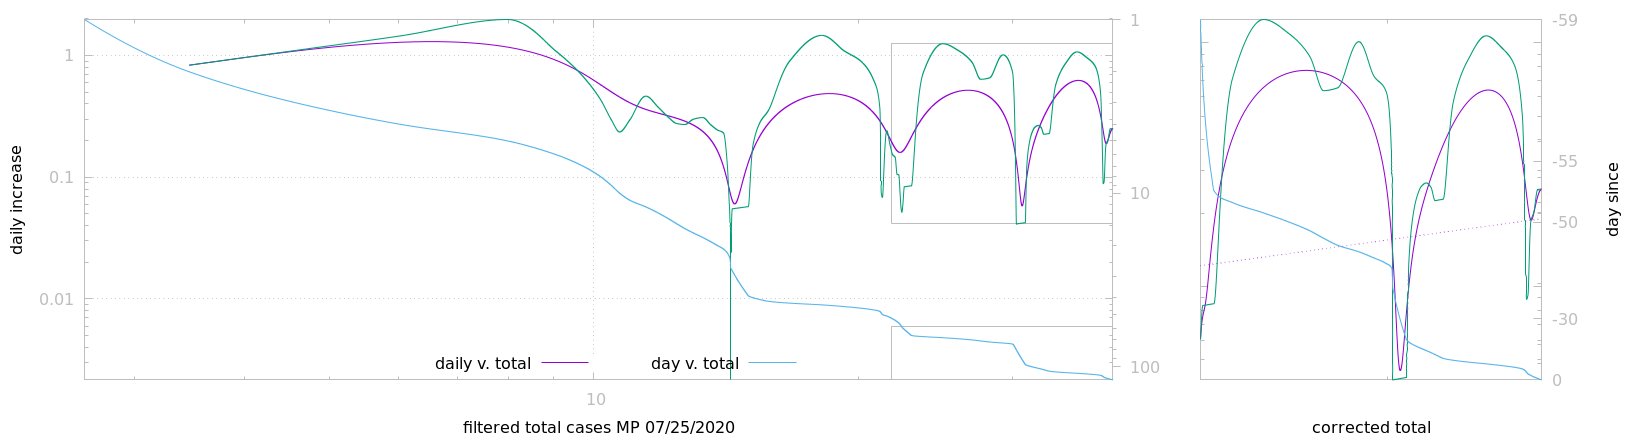 daily increase
1
0.1
0.01
10
filtered total cases MP 07/25/2020
daily v. total
day v. total
1
10
100
corrected total
-59
-55
-50
-30
0
day since